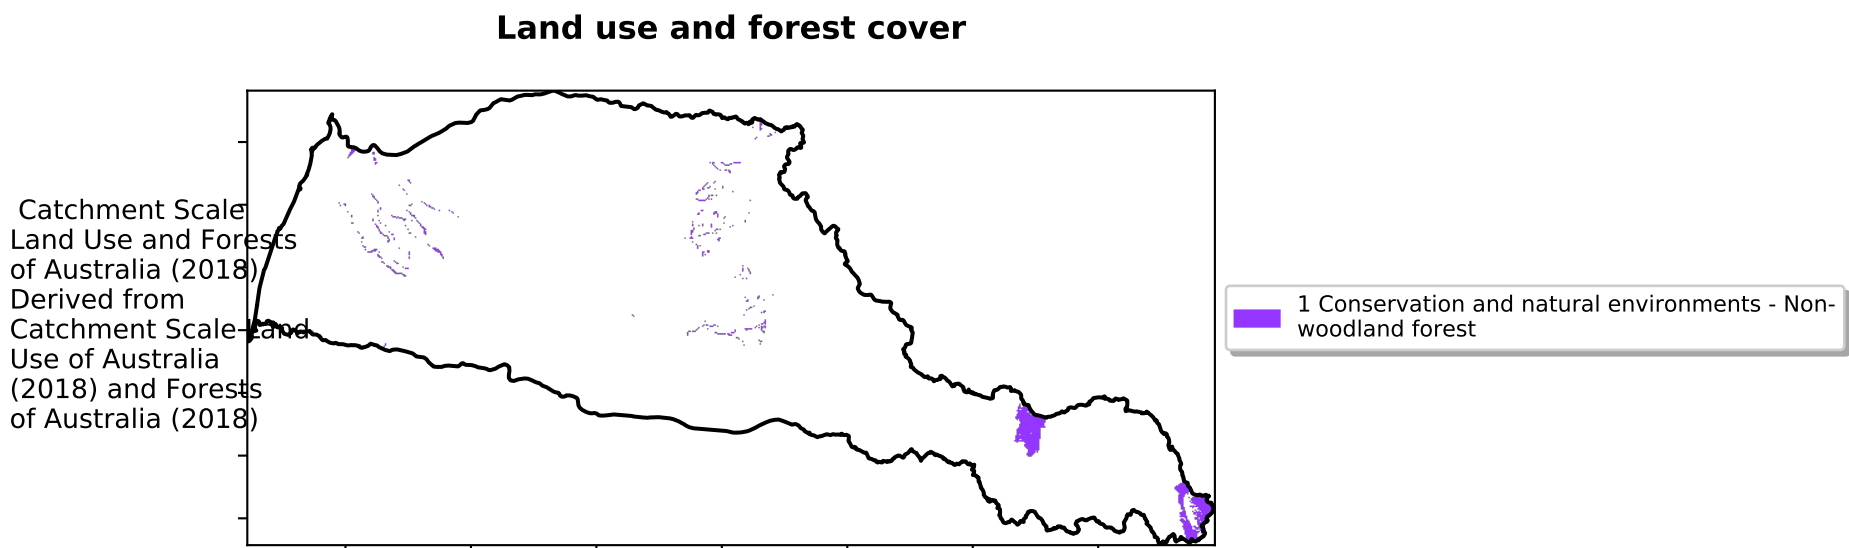 Land use and forest cover
Catchment Scale
Land Use and Forests
of Australia (2018)
Derived from
Catchment Scale Land
Use of Australia
(2018) and Forests
of Australia (2018)
1 Conservation and natural environments - Non-
woodland forest